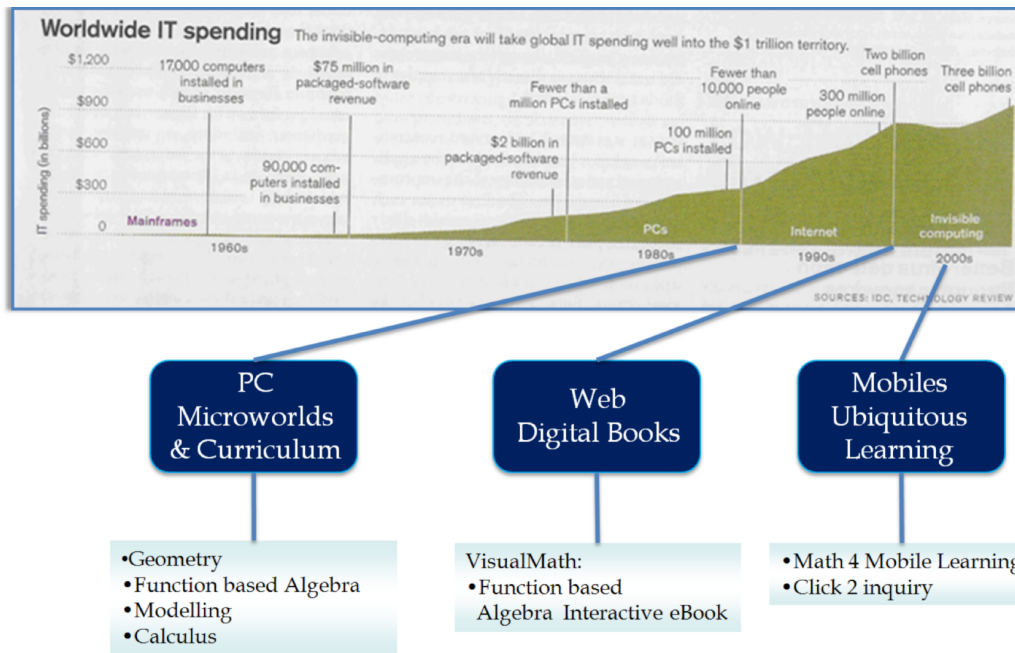 Worldwide IT spending The invisible-computing era will take global IT spending well into the $1 trillion territory.
IT spending (in billions)
$1,200
$900
$600
$300
0
17,000 computers
installed in
businesses
90,000 com-
puters installed
in businesses
$75 million in
packaged-software
revenue
$2 billion in
packaged-software
revenue
Fewer than a
million PCs installed
100 million
PCs installed
Fewer than
10,000 people
online
300 million
people online
Two billion
cell phones
Three billion
cell phones
Mainframes
PCs
Internet
Invisible
computing
1960s
1970s
1980s
1990s
2000s
SOURCES: IDC, TECHNOLOGY REVIEW
PC
Microworlds
& Curriculum
Web
Digital Books
Mobiles
Ubiquitous
Learning
•Geometry
•Function based Algebra
•Modelling
•Calculus
VisualMath:
•Function based
Algebra Interactive eBook
•Math 4 Mobile Learning
•Click 2 inquiry